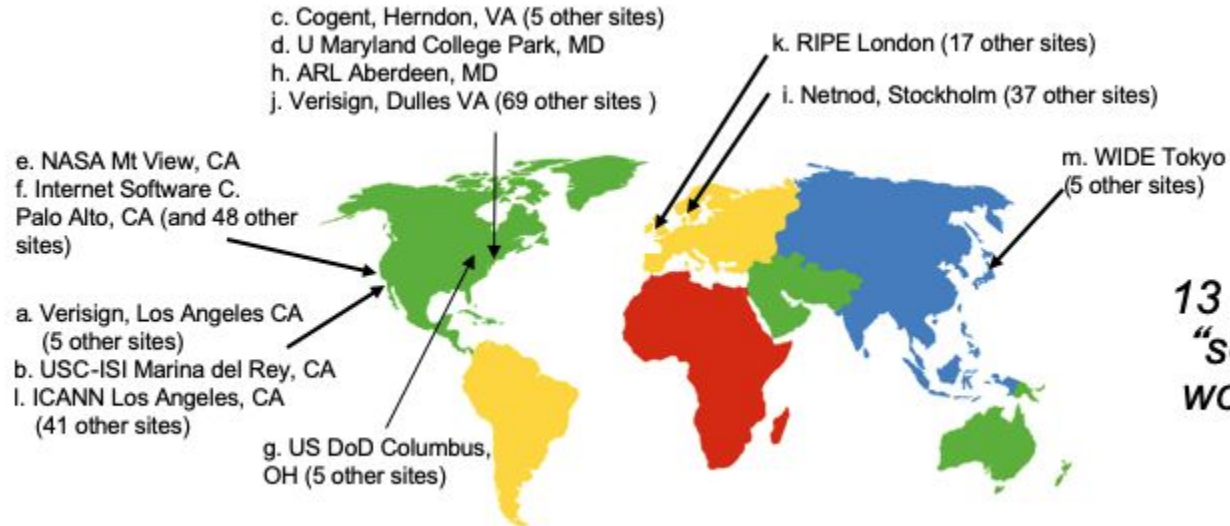 c. Cogent, Herndon, VA (5 other sites)
d. U Maryland College Park, MD
h. ARL Aberdeen, MD
j. Verisign, Dulles VA (69 other sites )
k. RIPE London (17 other sites)
i. Netnod, Stockholm (37 other sites)
m. WIDE Tokyo
(5 other sites)
e. NASA Mt View, CA
f. Internet Software C.
Palo Alto, CA (and 48 other
sites)
a. Verisign, Los Angeles CA
(5 other sites)
b. USC-ISI Marina del Rey, CA
l. ICANN Los Angeles, CA
(41 other sites)
g. US DoD Columbus,
OH (5 other sites)
13